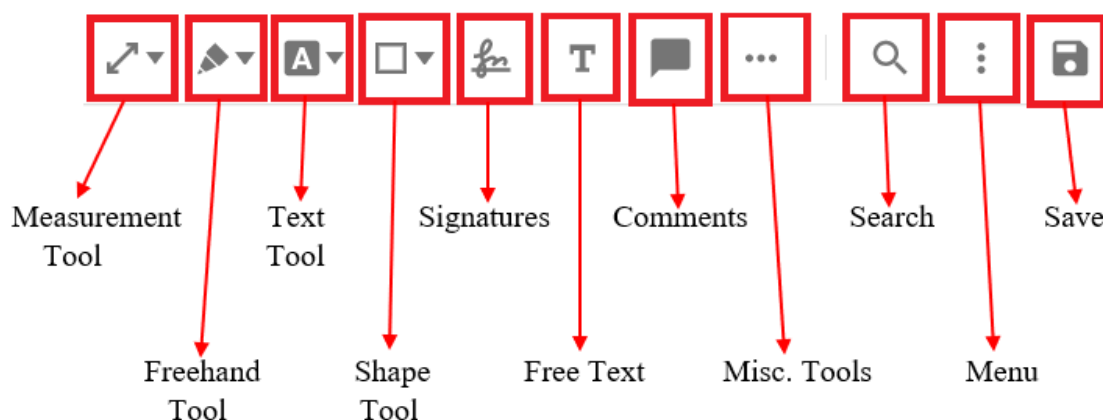 A
T
Measurement Tool
Text Tool
Signatures
Comments
Search
Save
Freehand Tool
Shape Tool
Free Text
Misc. Tools
Menu